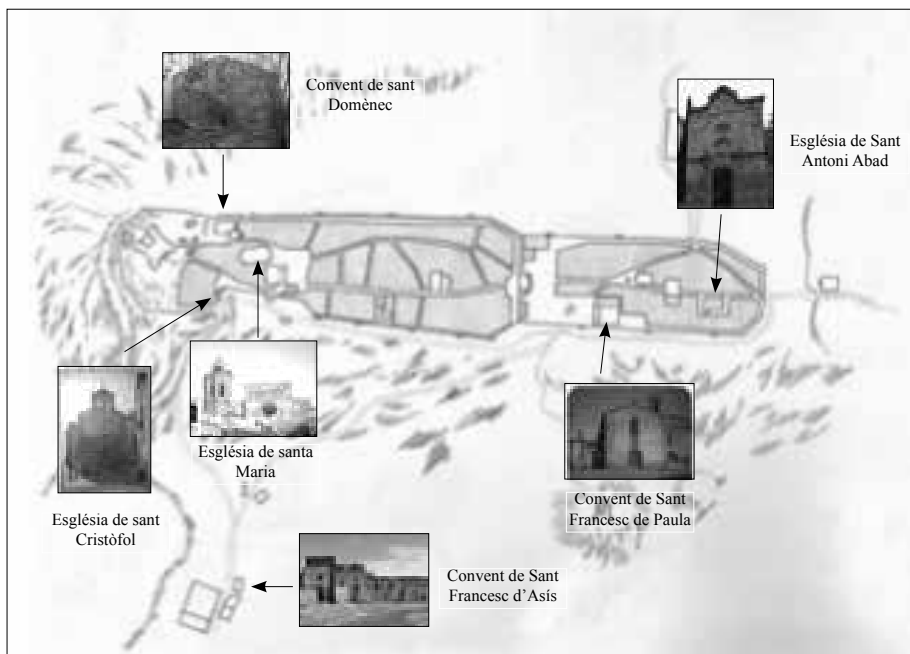 Convent de sant
Domènec
Església de Sant
Antoni Abad
Església de santa
Maria
Església de sant
Cristòfol
Convent de Sant
Francesc de Paula
Convent de Sant
Francesc d’Asís